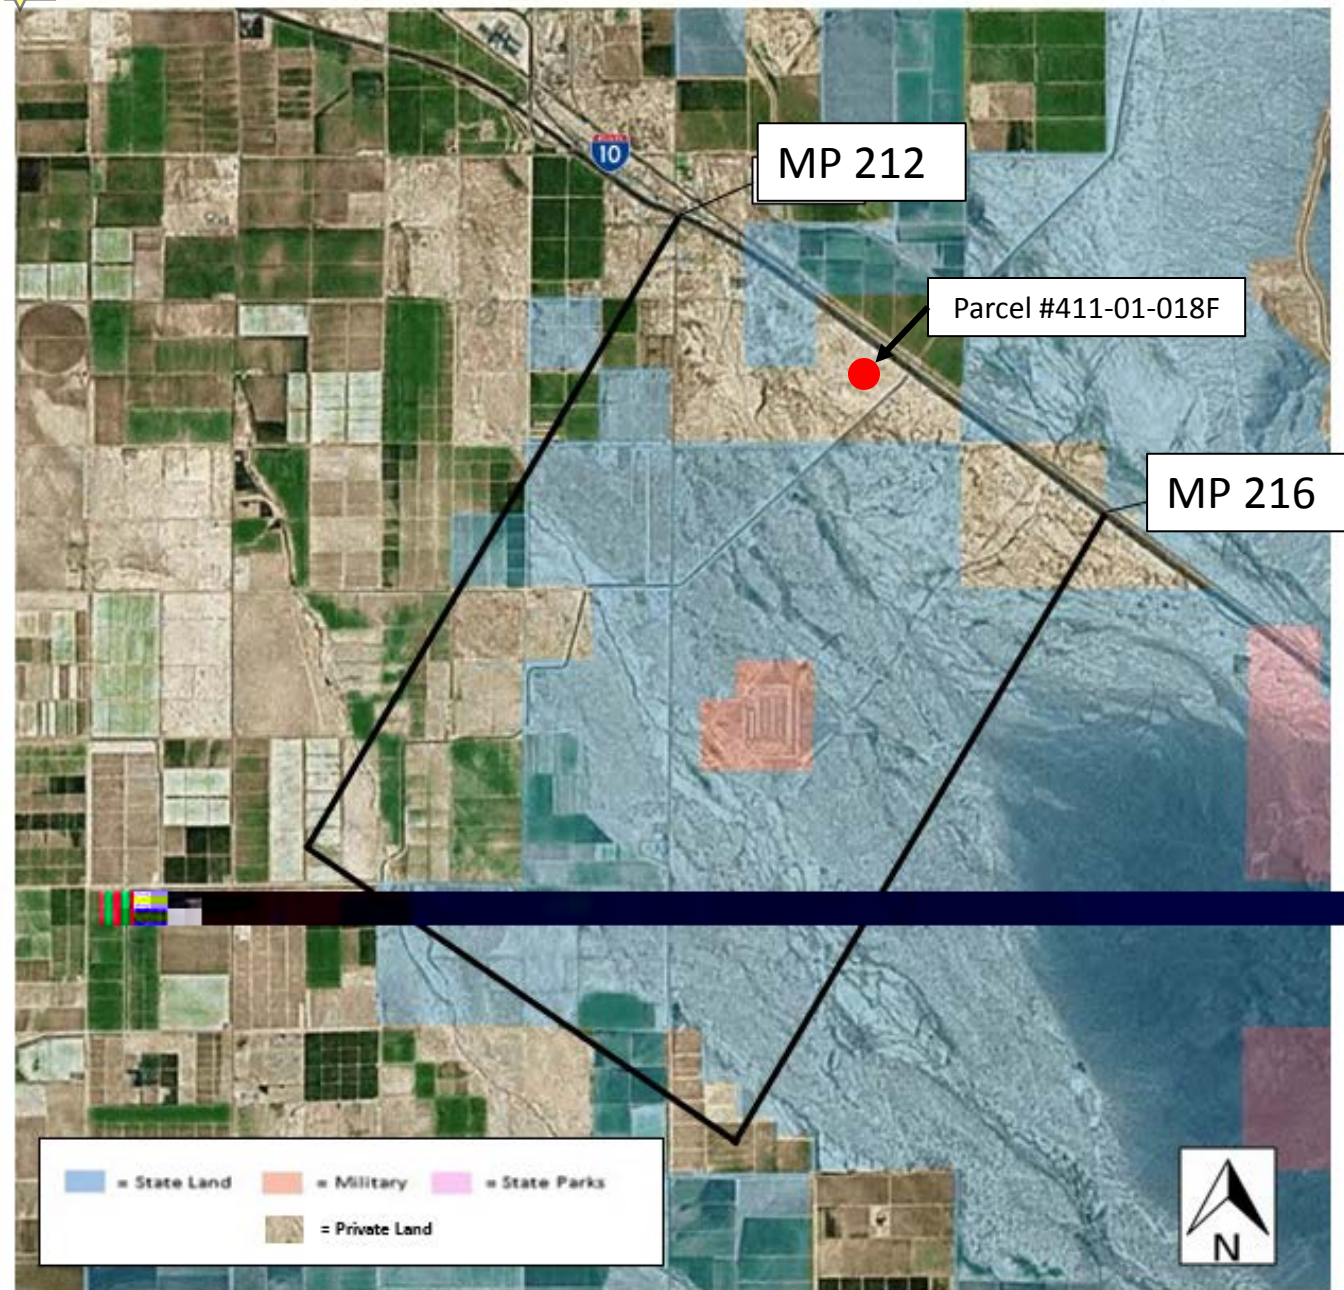 10
MP 212
Parcel #411-01-018F
MP 216
= State Land
= Military
= State Parks
= Private Land
N